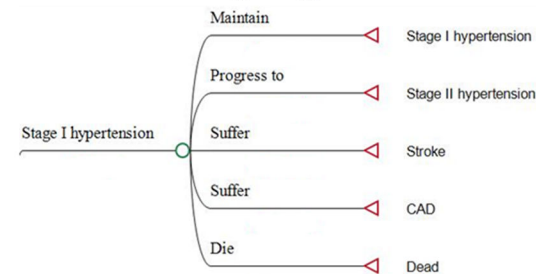 Maintain
Stage I hypertension
Progress to
Stage II hypertension
Stage I hypertension
Suffer
Stroke
Suffer
CAD
Die
Dead